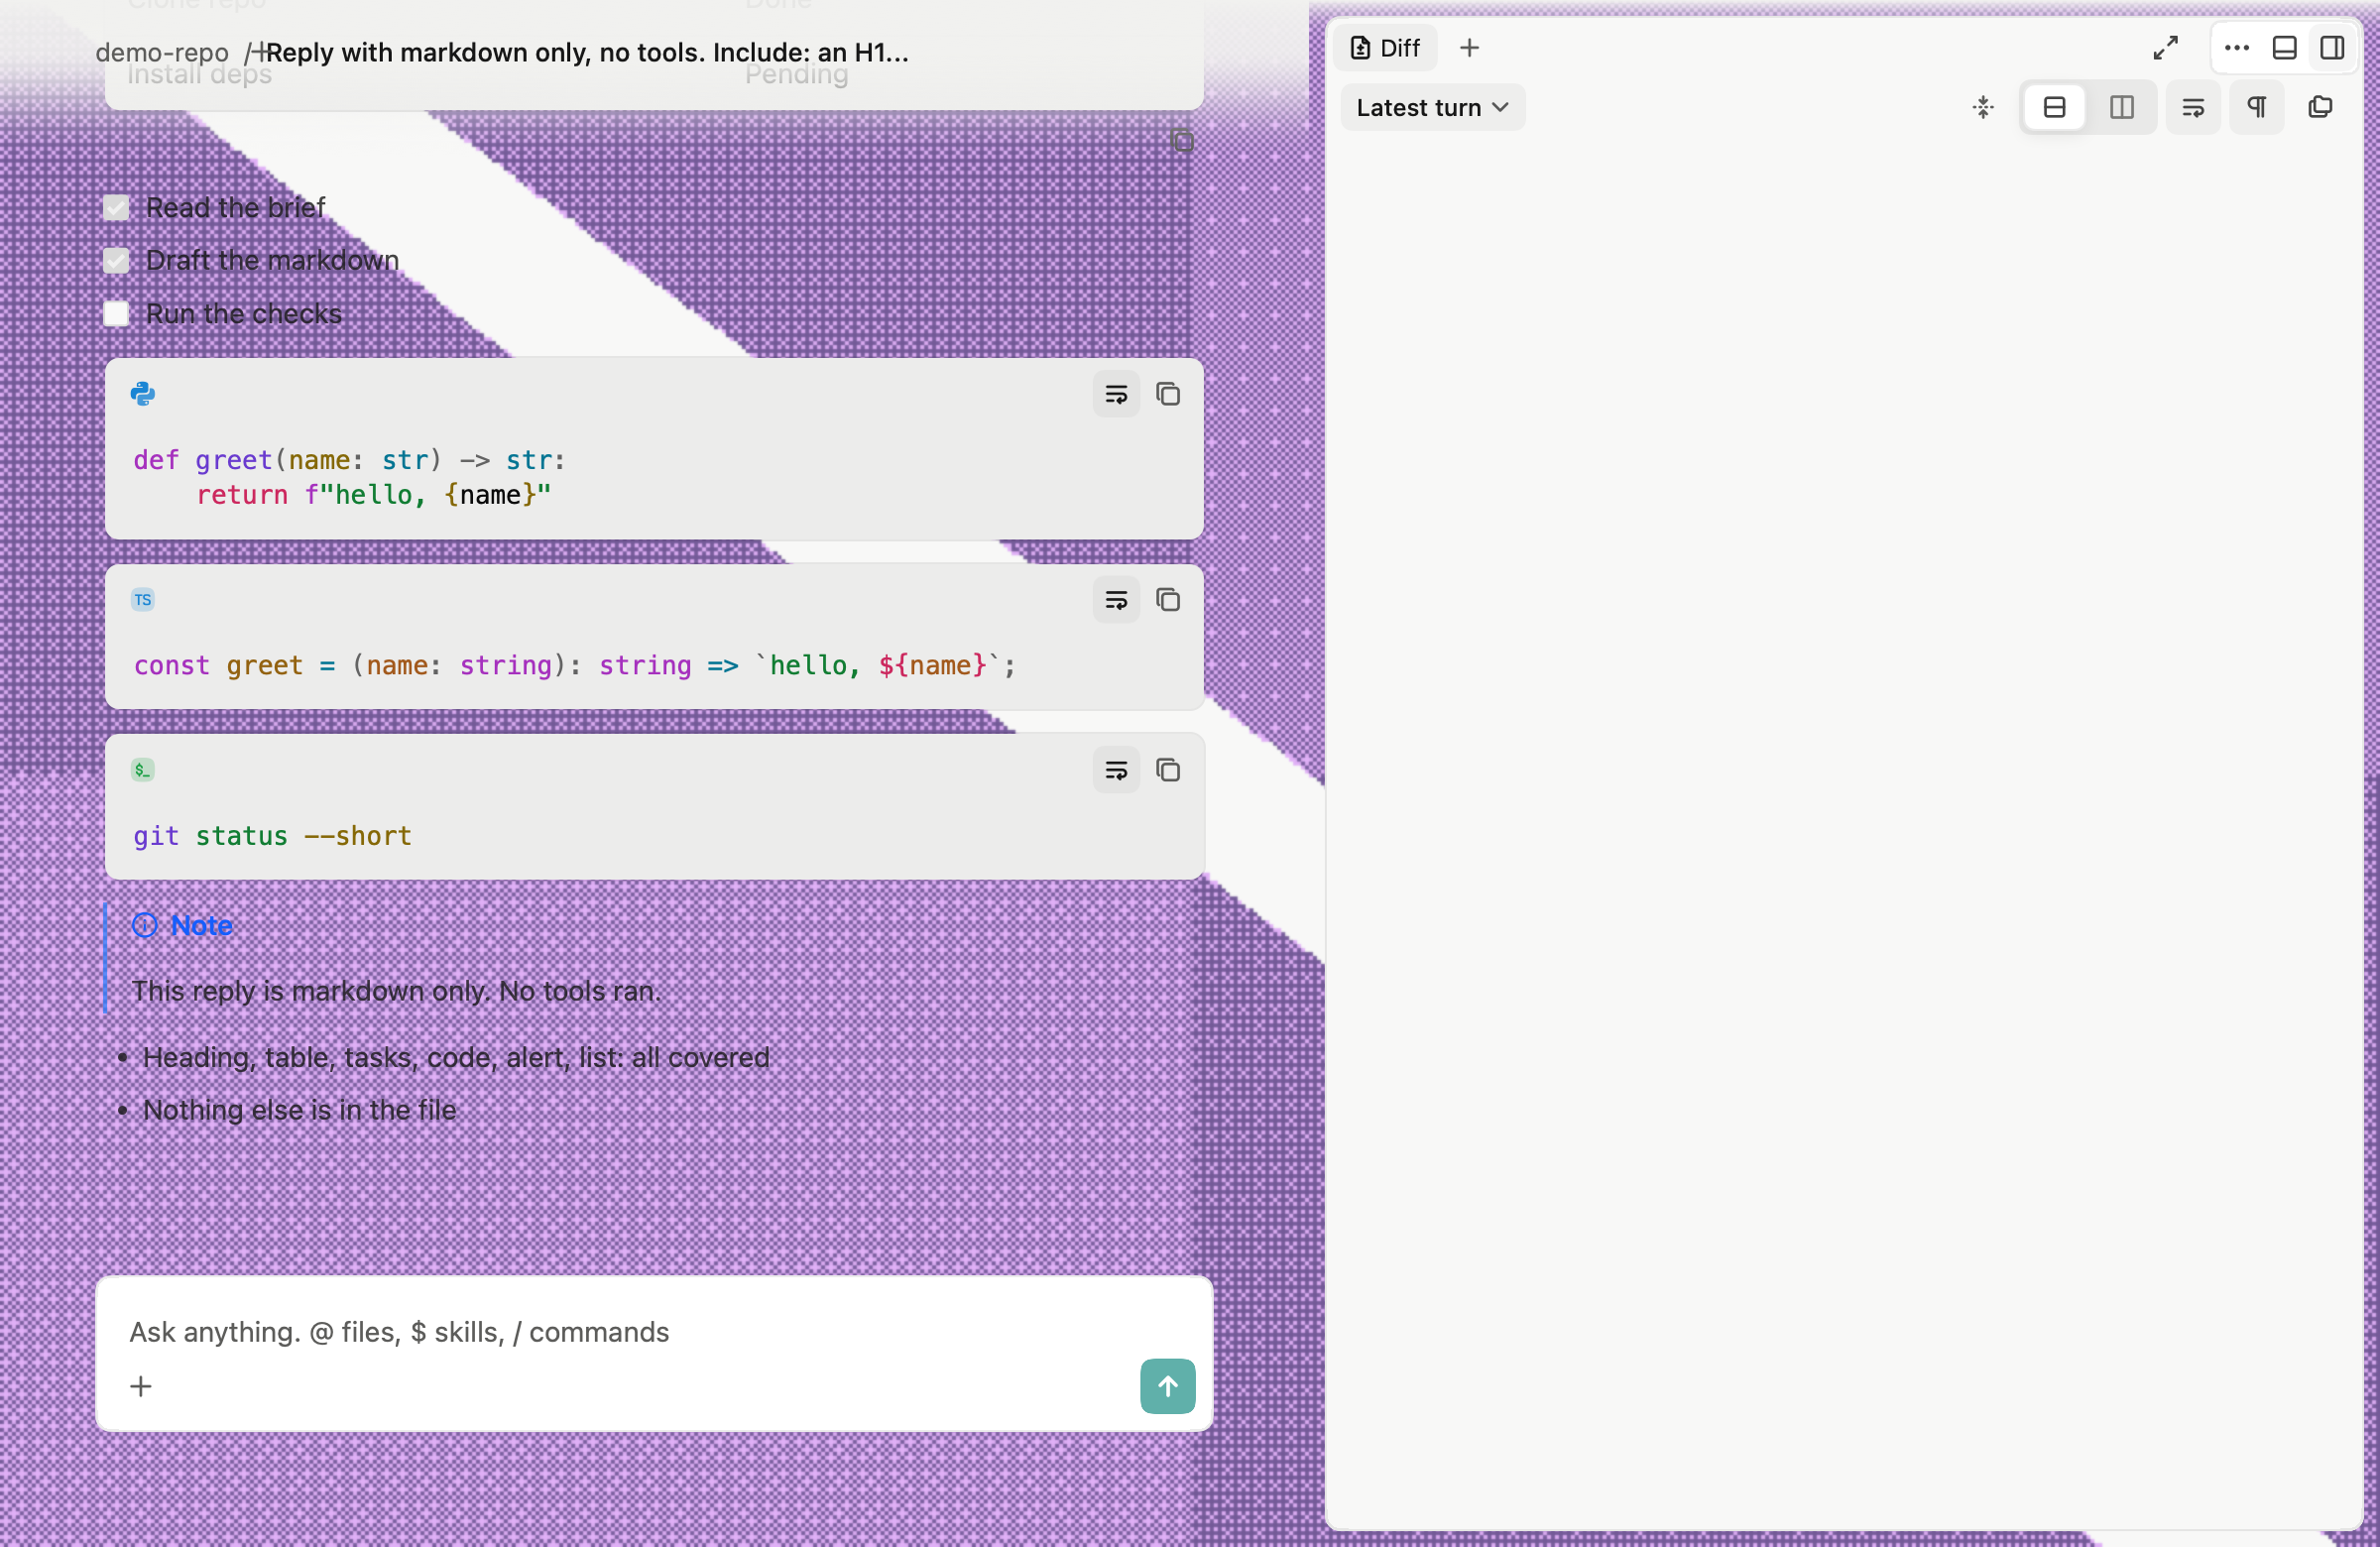 Clone repo Done
demo-repo / Reply with markdown only, no tools. Include: an H1...
Install deps Pending
Read the brief
Draft the markdown
Run the checks
def greet(name: str) -> str:
    return f"hello, {name}"
TS
const greet = (name: string): string => `hello, ${name}`;
$_
git status --short
Note
This reply is markdown only. No tools ran.
• Heading, table, tasks, code, alert, list: all covered
• Nothing else is in the file
Ask anything. @ files, $ skills, / commands
Diff
Latest turn